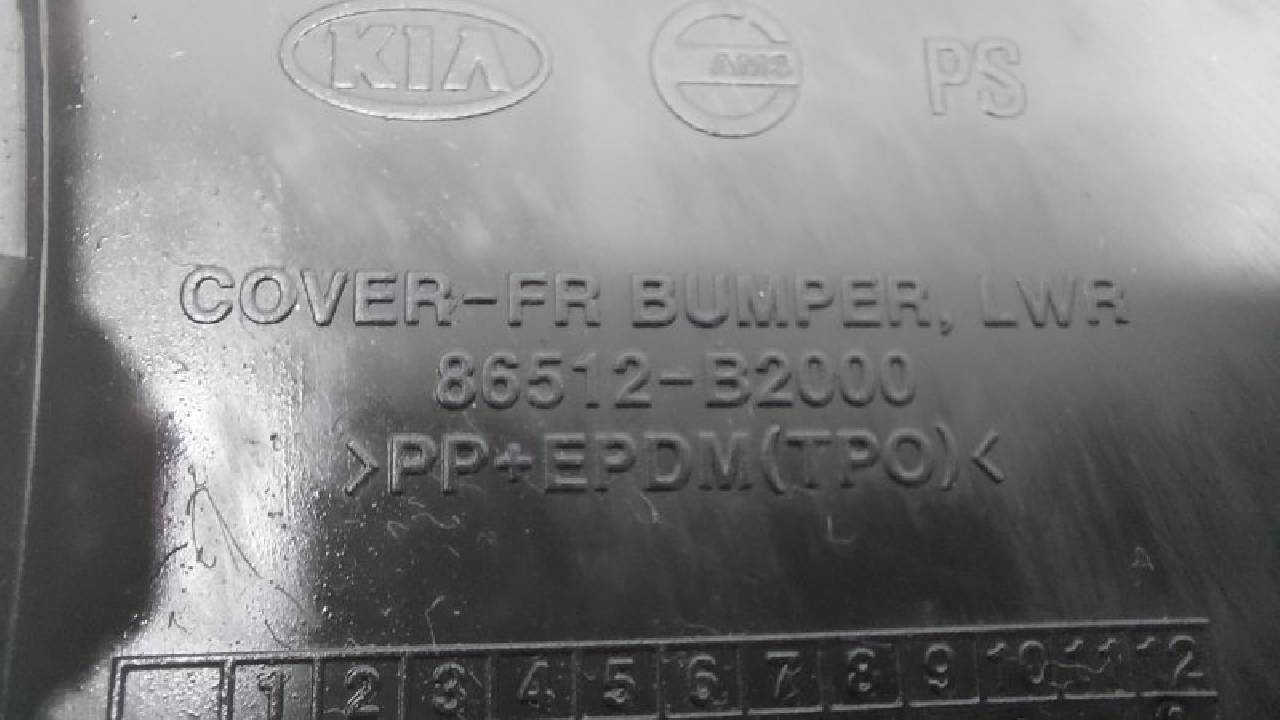 KIA AMS PS
COVER-FR BUMPER, LWR
86512-B2000
>PP+EPDM(TPO)<
1 2 3 4 5 6 7 8 9 10 11 12